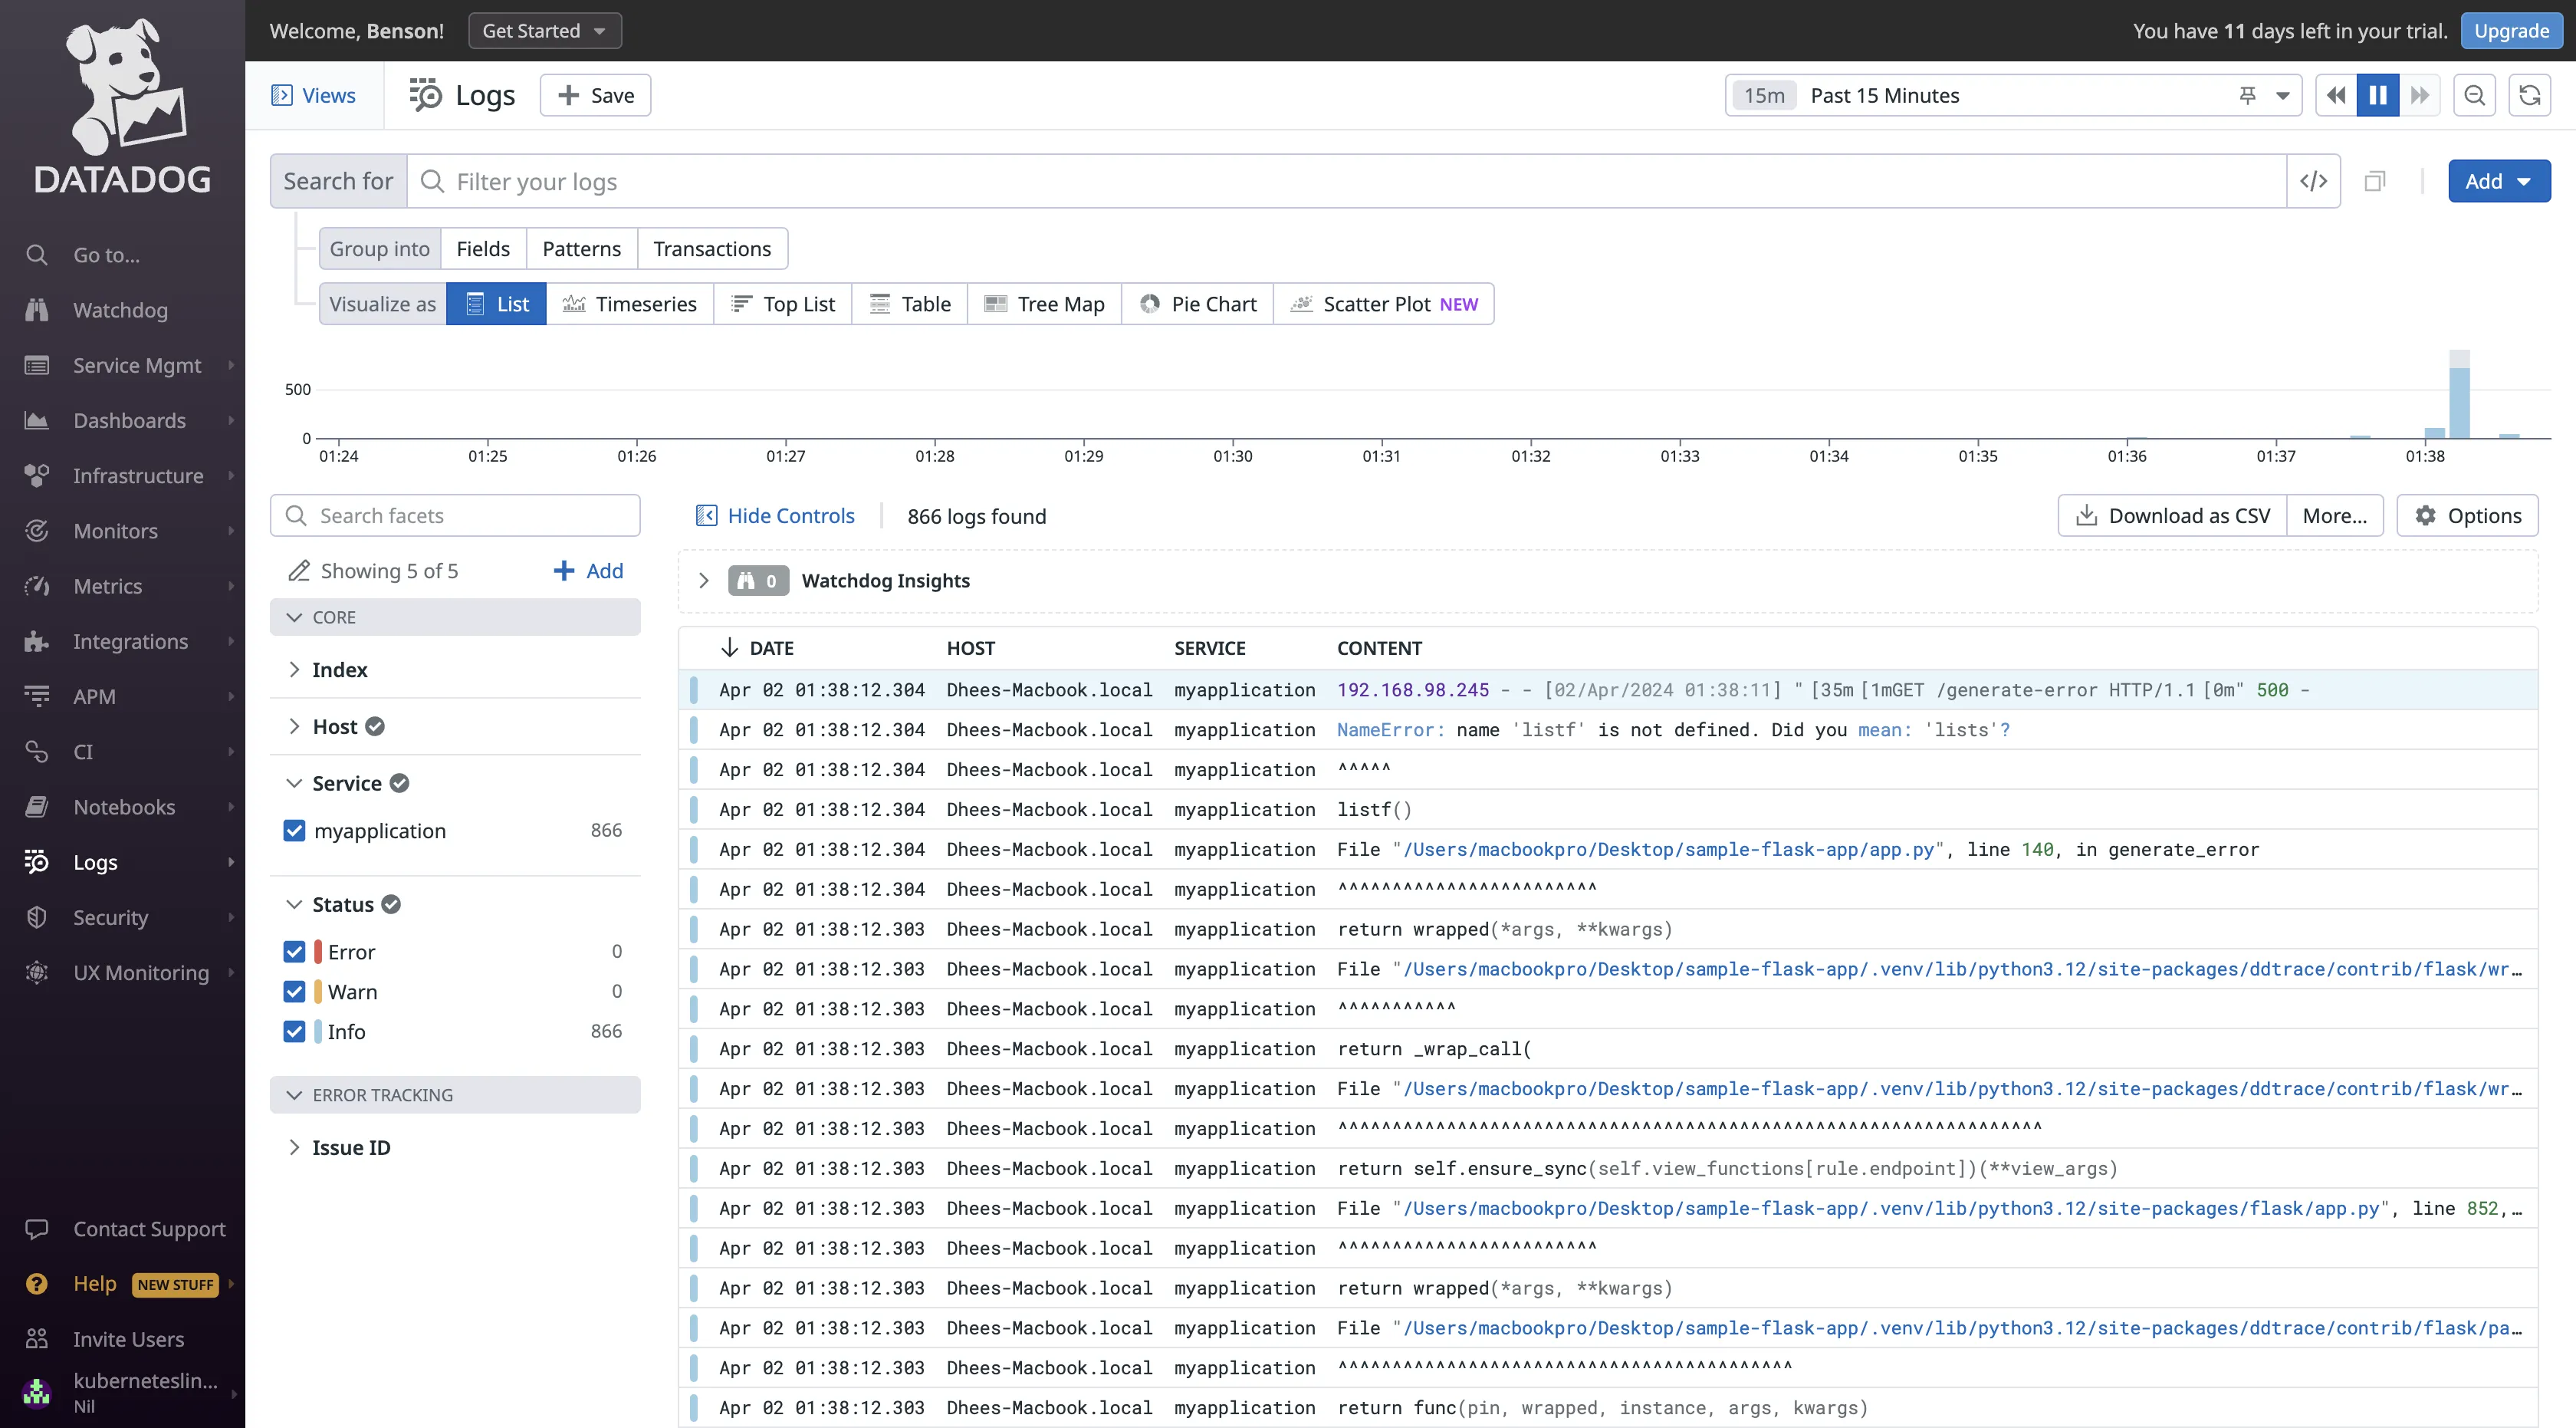 DATADOG
Go to...
Watchdog
Service Mgmt
Dashboards
Infrastructure
Monitors
Metrics
Integrations
APM
CI
Notebooks
Logs
Security
UX Monitoring
Contact Support
Help NEW STUFF
Invite Users
kuberneteslin...
Nil
Welcome, Benson! Get Started
You have 11 days left in your trial. Upgrade
Views Logs + Save
15m Past 15 Minutes
Search for Filter your logs </> Add
Group into Fields Patterns Transactions
Visualize as List Timeseries Top List Table Tree Map Pie Chart Scatter Plot NEW
500
0
01:24 01:25 01:26 01:27 01:28 01:29 01:30 01:31 01:32 01:33 01:34 01:35 01:36 01:37 01:38
Search facets
Showing 5 of 5 + Add
CORE
Index
Host
Service
myapplication 866
Status
Error 0
Warn 0
Info 866
ERROR TRACKING
Issue ID
Hide Controls 866 logs found Download as CSV More... Options
0 Watchdog Insights
DATE HOST SERVICE CONTENT
Apr 02 01:38:12.304 Dhees-Macbook.local myapplication 192.168.98.245 - - [02/Apr/2024 01:38:11] "[35m[1mGET /generate-error HTTP/1.1[0m" 500 -
Apr 02 01:38:12.304 Dhees-Macbook.local myapplication NameError: name 'listf' is not defined. Did you mean: 'lists'?
Apr 02 01:38:12.304 Dhees-Macbook.local myapplication ^^^^^
Apr 02 01:38:12.304 Dhees-Macbook.local myapplication listf()
Apr 02 01:38:12.304 Dhees-Macbook.local myapplication File "/Users/macbookpro/Desktop/sample-flask-app/app.py", line 140, in generate_error
Apr 02 01:38:12.304 Dhees-Macbook.local myapplication ^^^^^^^^^^^^^^^^^^^^^^^^
Apr 02 01:38:12.303 Dhees-Macbook.local myapplication return wrapped(*args, **kwargs)
Apr 02 01:38:12.303 Dhees-Macbook.local myapplication File "/Users/macbookpro/Desktop/sample-flask-app/.venv/lib/python3.12/site-packages/ddtrace/contrib/flask/wr...
Apr 02 01:38:12.303 Dhees-Macbook.local myapplication ^^^^^^^^^^^
Apr 02 01:38:12.303 Dhees-Macbook.local myapplication return _wrap_call(
Apr 02 01:38:12.303 Dhees-Macbook.local myapplication File "/Users/macbookpro/Desktop/sample-flask-app/.venv/lib/python3.12/site-packages/ddtrace/contrib/flask/wr...
Apr 02 01:38:12.303 Dhees-Macbook.local myapplication ^^^^^^^^^^^^^^^^^^^^^^^^^^^^^^^^^^^^^^^^^^^^^^^^^^^^^^^^^^^^^^^^^
Apr 02 01:38:12.303 Dhees-Macbook.local myapplication return self.ensure_sync(self.view_functions[rule.endpoint])(**view_args)
Apr 02 01:38:12.303 Dhees-Macbook.local myapplication File "/Users/macbookpro/Desktop/sample-flask-app/.venv/lib/python3.12/site-packages/flask/app.py", line 852,...
Apr 02 01:38:12.303 Dhees-Macbook.local myapplication ^^^^^^^^^^^^^^^^^^^^^^^^
Apr 02 01:38:12.303 Dhees-Macbook.local myapplication return wrapped(*args, **kwargs)
Apr 02 01:38:12.303 Dhees-Macbook.local myapplication File "/Users/macbookpro/Desktop/sample-flask-app/.venv/lib/python3.12/site-packages/ddtrace/contrib/flask/pa...
Apr 02 01:38:12.303 Dhees-Macbook.local myapplication ^^^^^^^^^^^^^^^^^^^^^^^^^^^^^^^^^^^^^^^^^^
Apr 02 01:38:12.303 Dhees-Macbook.local myapplication return func(pin, wrapped, instance, args, kwargs)